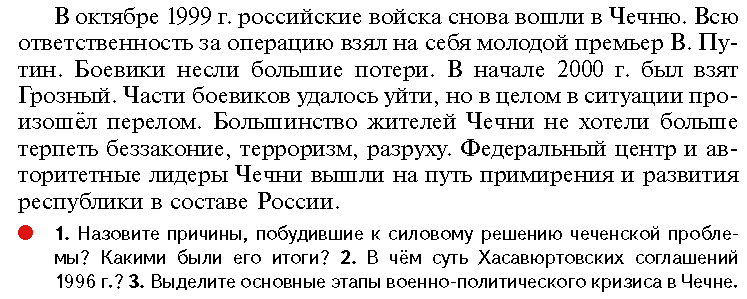 В октябре 1999 г. российские войска снова вошли в Чечню. Всю
ответственность за операцию взял на себя молодой премьер В. Пу-
тин. Боевики несли большие потери. В начале 2000 г. был взят
Грозный. Части боевиков удалось уйти, но в целом в ситуации про-
изошёл перелом. Большинство жителей Чечни не хотели больше
терпеть беззаконие, терроризм, разруху. Федеральный центр и ав-
торитетные лидеры Чечни вышли на путь примирения и развития
республики в составе России.
1. Назовите причины, побудившие к силовому решению чеченской пробле-
мы? Какими были его итоги? 2. В чём суть Хасавюртовских соглашений
1996 г.? 3. Выделите основные этапы военно-политического кризиса в Чечне.